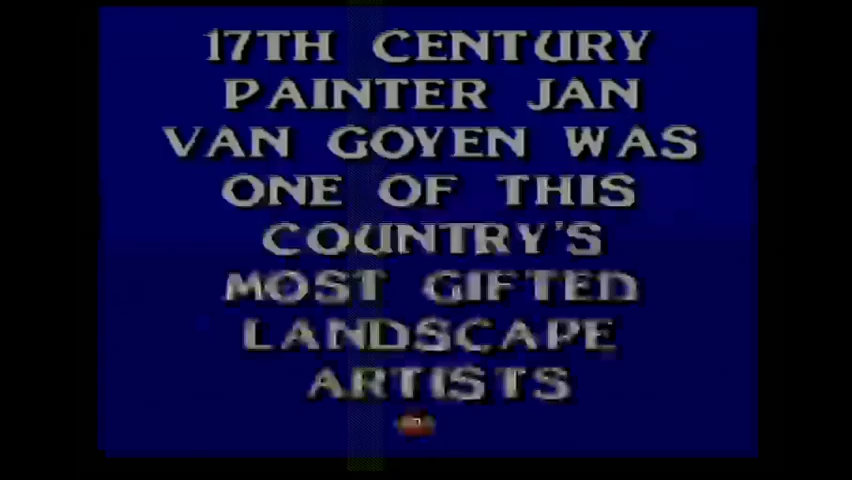 17TH CENTURY
PAINTER JAN
VAN GOYEN WAS
ONE OF THIS
COUNTRY'S
MOST GIFTED
LANDSCAPE
ARTISTS